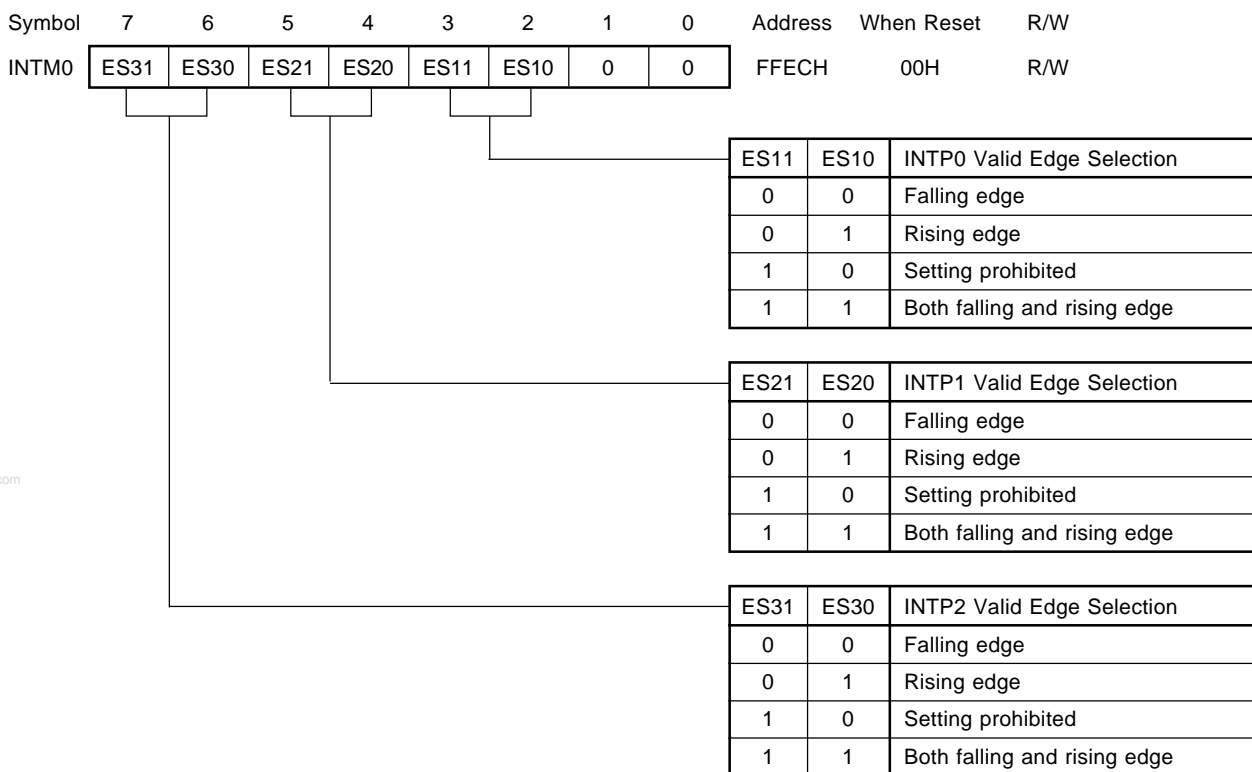 Symbol 7 6 5 4 3 2 1 0 Address When Reset R/W
INTM0 ES31 ES30 ES21 ES20 ES11 ES10 0 0 FFECH 00H R/W
ES11 ES10 INTP0 Valid Edge Selection
0 0 Falling edge
0 1 Rising edge
1 0 Setting prohibited
1 1 Both falling and rising edge
ES21 ES20 INTP1 Valid Edge Selection
0 0 Falling edge
0 1 Rising edge
com
1 0 Setting prohibited
1 1 Both falling and rising edge
ES31 ES30 INTP2 Valid Edge Selection
0 0 Falling edge
0 1 Rising edge
1 0 Setting prohibited
1 1 Both falling and rising edge